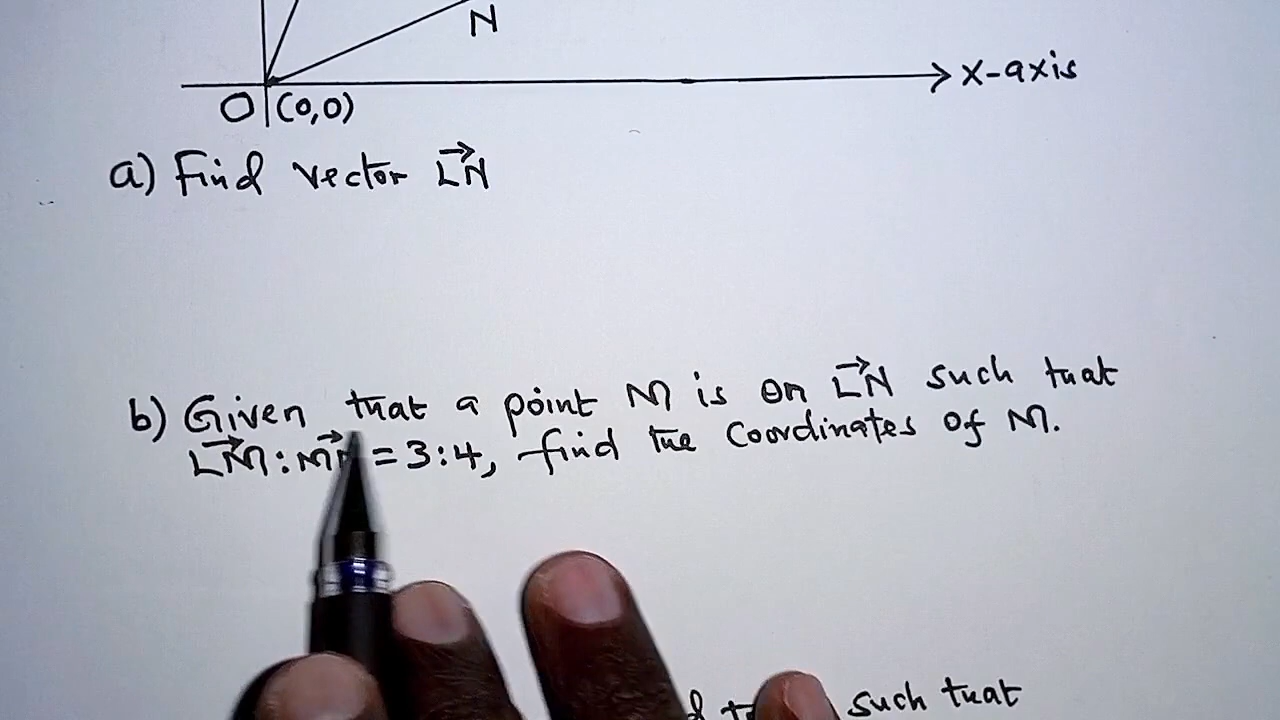 N
X-axis
O (0,0)
a) Find vector LN
b) Given that a point M is on LN such that
LM : MN = 3:4, find the coordinates of M.
such that